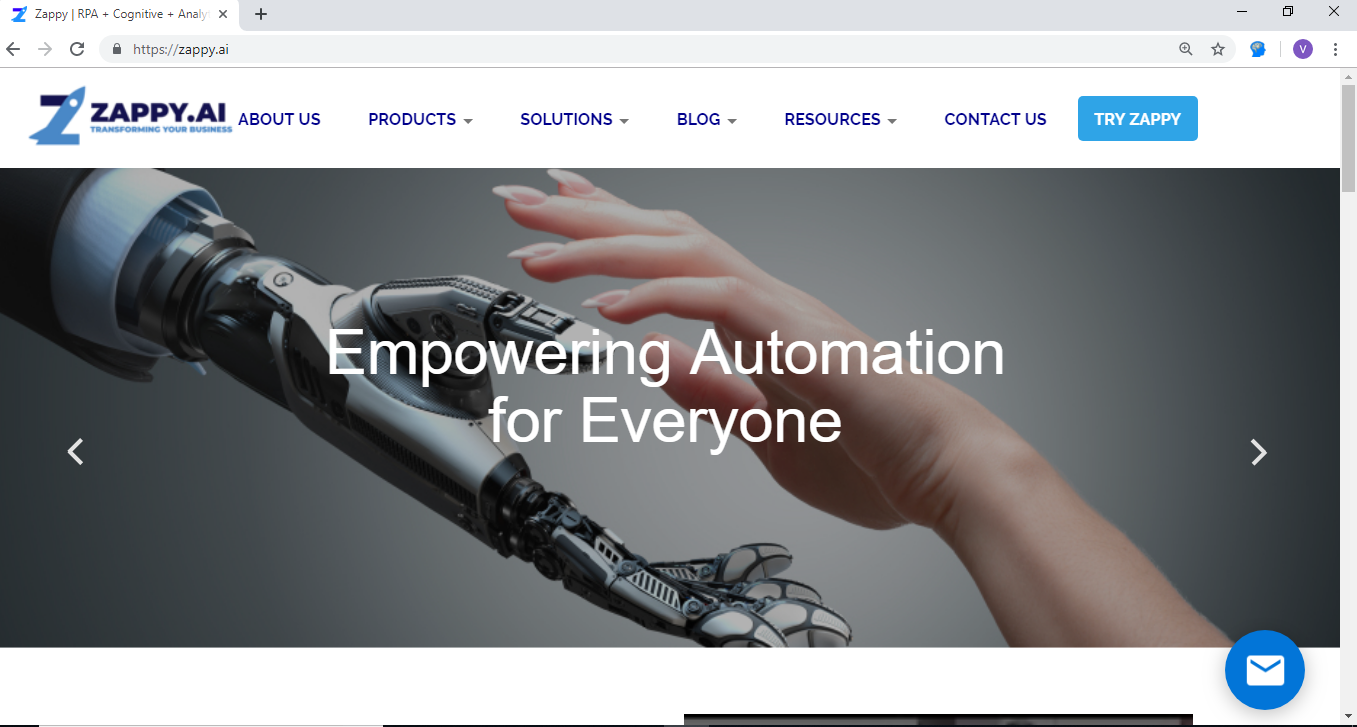 Zappy | RPA + Cognitive + Analy
https://zappy.ai
V
ZAPPY.AI
TRANSFORMING YOUR BUSINESS
ABOUT US
PRODUCTS
SOLUTIONS
BLOG
RESOURCES
CONTACT US
TRY ZAPPY
Empowering Automation
for Everyone